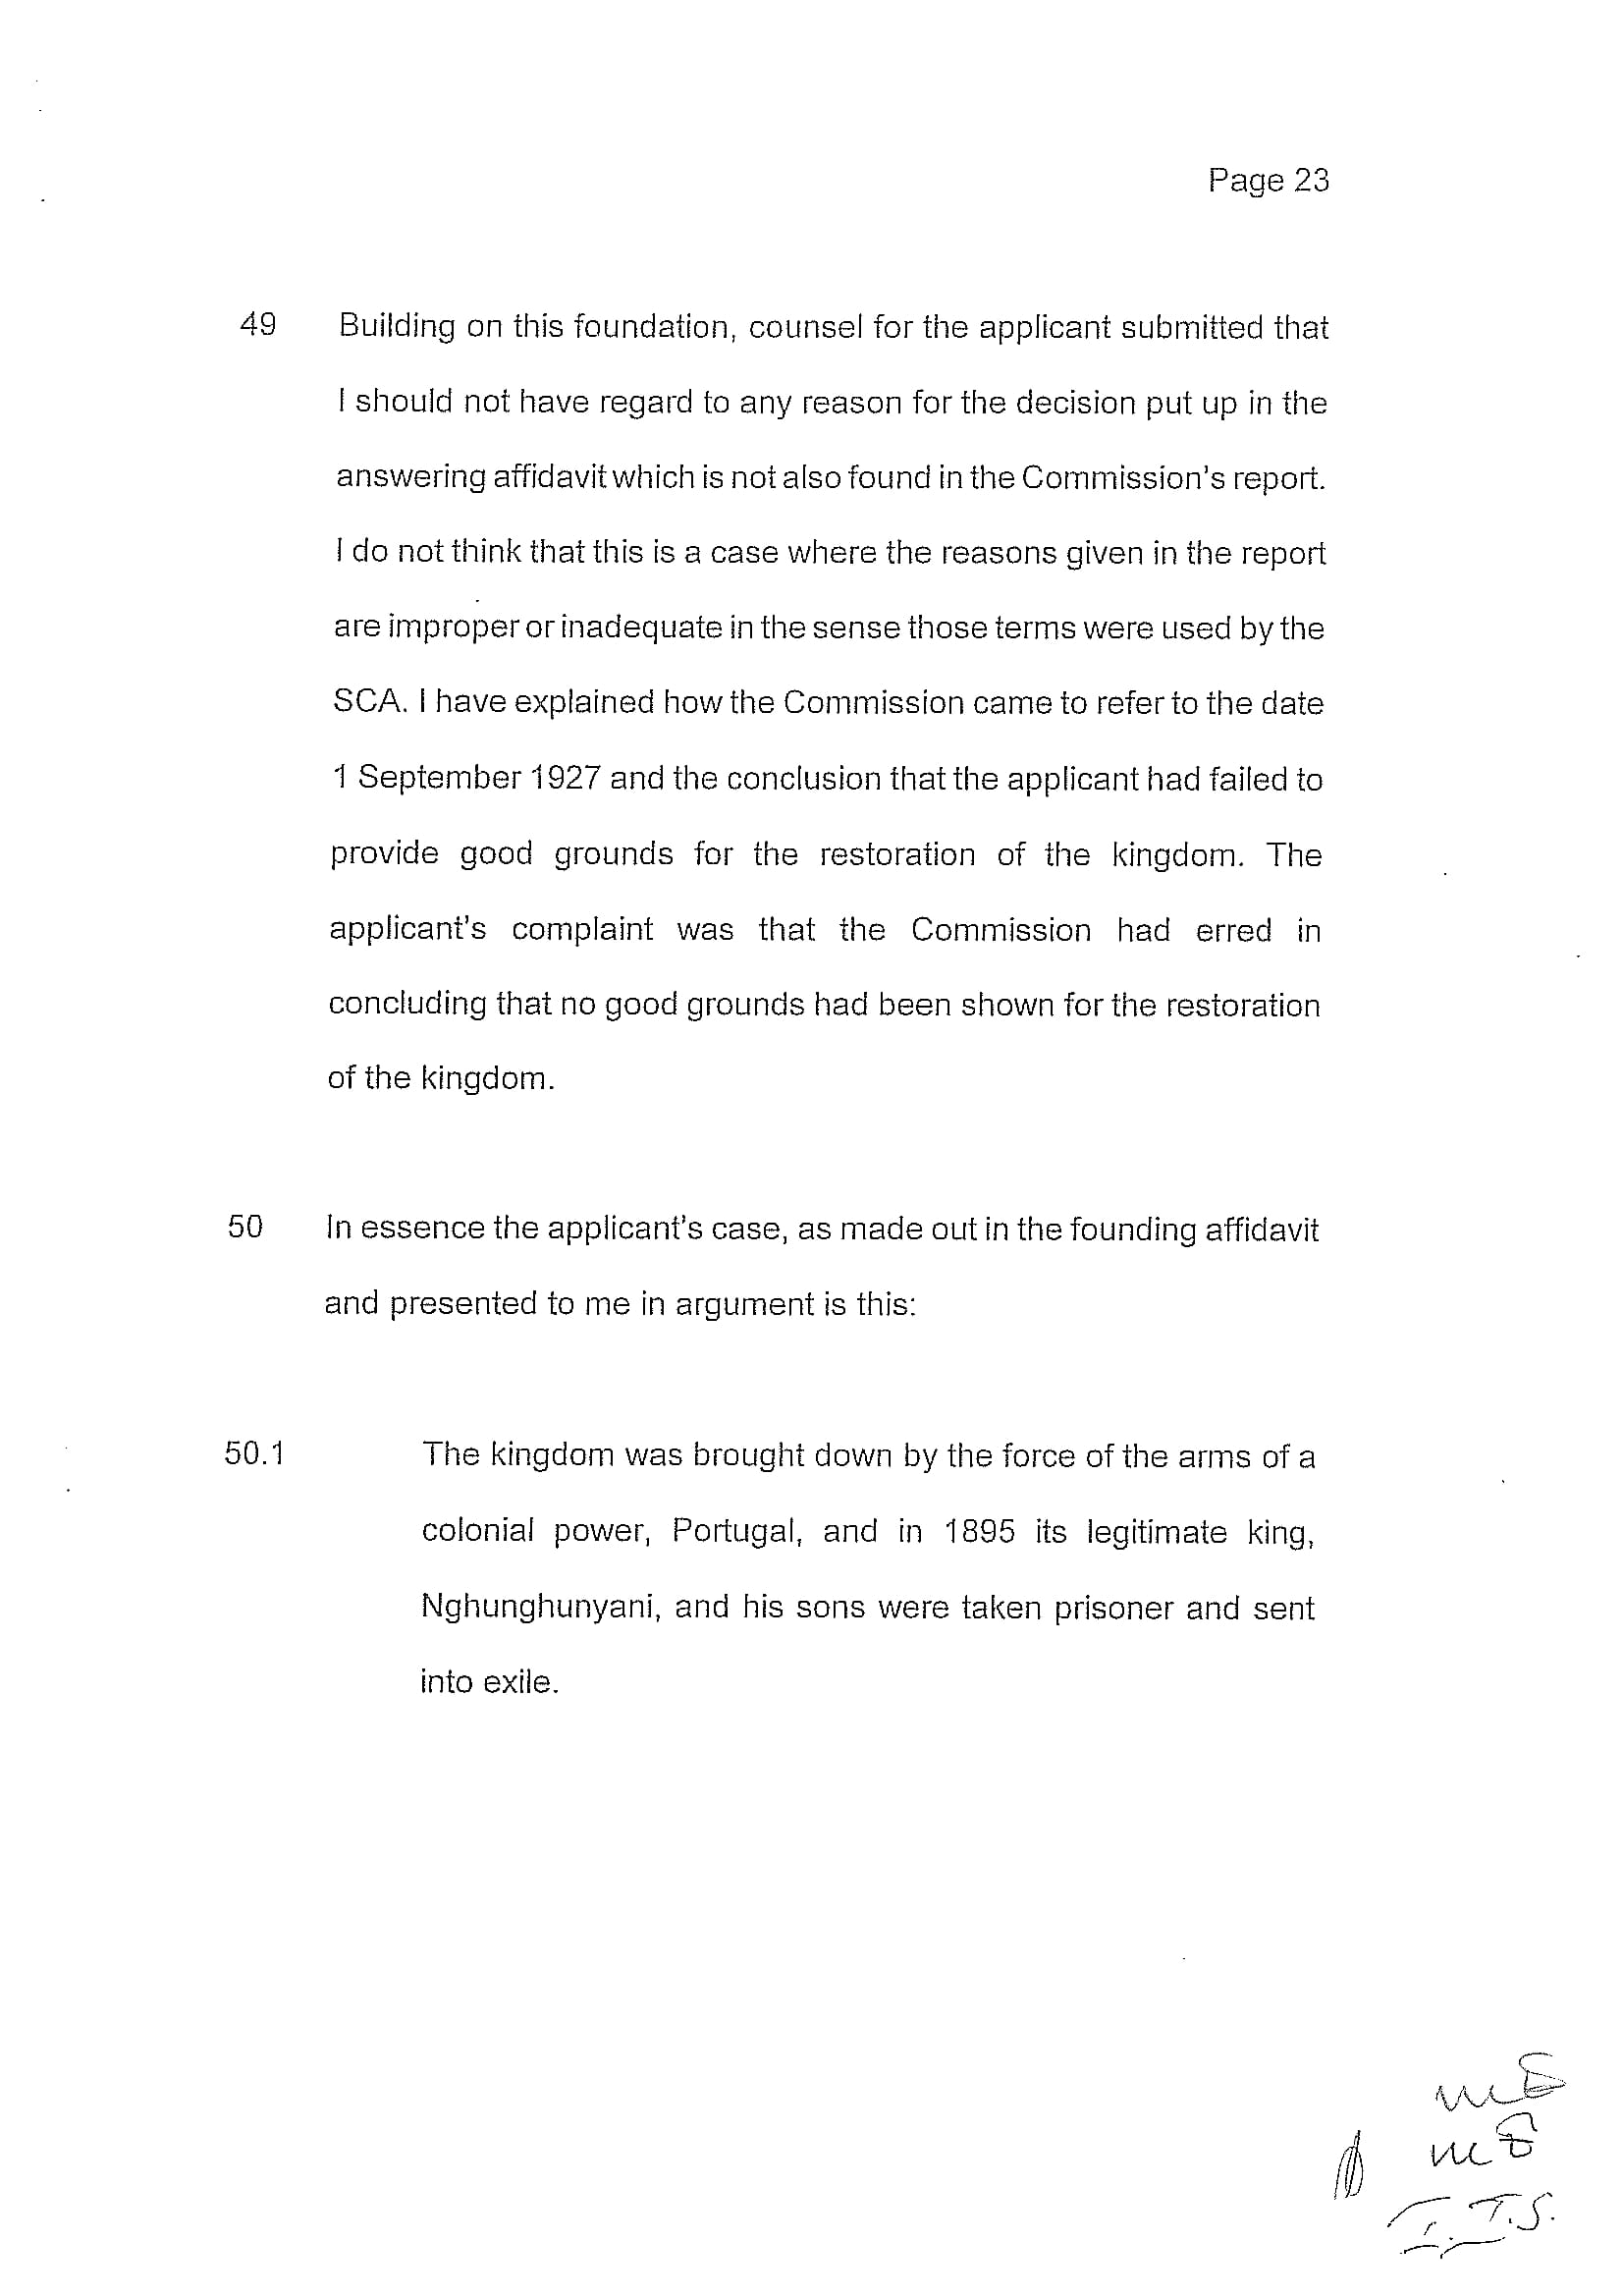 Page 23
49 Building on this foundation, counsel for the applicant submitted that
I should not have regard to any reason for the decision put up in the
answering affidavit which is not also found in the Commission's report.
I do not think that this is a case where the reasons given in the report
are improper or inadequate in the sense those terms were used by the
SCA. I have explained how the Commission came to refer to the date
1 September 1927 and the conclusion that the applicant had failed to
provide good grounds for the restoration of the kingdom. The
applicant's complaint was that the Commission had erred in
concluding that no good grounds had been shown for the restoration
of the kingdom.
50 In essence the applicant's case, as made out in the founding affidavit
and presented to me in argument is this:
50.1 The kingdom was brought down by the force of the arms of a
colonial power, Portugal, and in 1895 its legitimate king,
Nghunghunyani, and his sons were taken prisoner and sent
into exile.